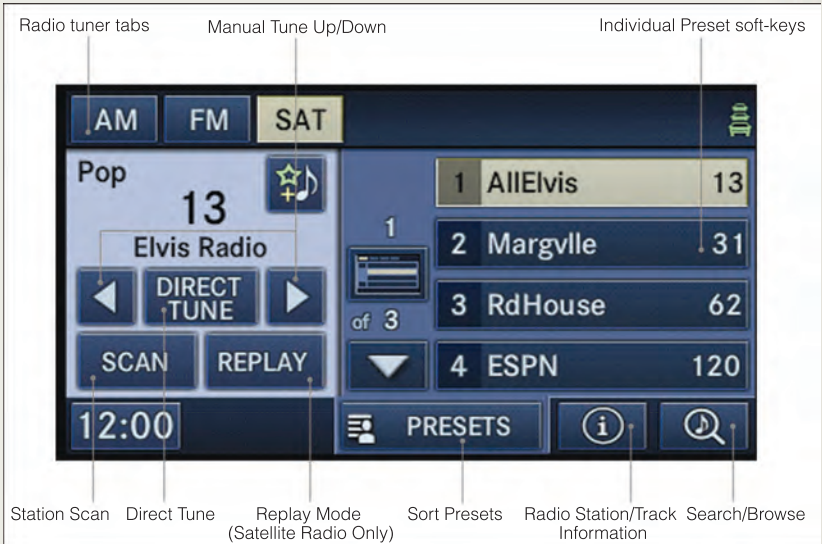 Radio tuner tabs
Manual Tune Up/Down
Individual Preset soft-keys
AM
FM
SAT
Pop
13
Elvis Radio
DIRECT
TUNE
SCAN
REPLAY
1
of 3
1 AllElvis 13
2 Margvlle 31
3 RdHouse 62
4 ESPN 120
12:00
PRESETS
i
Station Scan
Direct Tune
Replay Mode
(Satellite Radio Only)
Sort Presets
Radio Station/Track
Information
Search/Browse